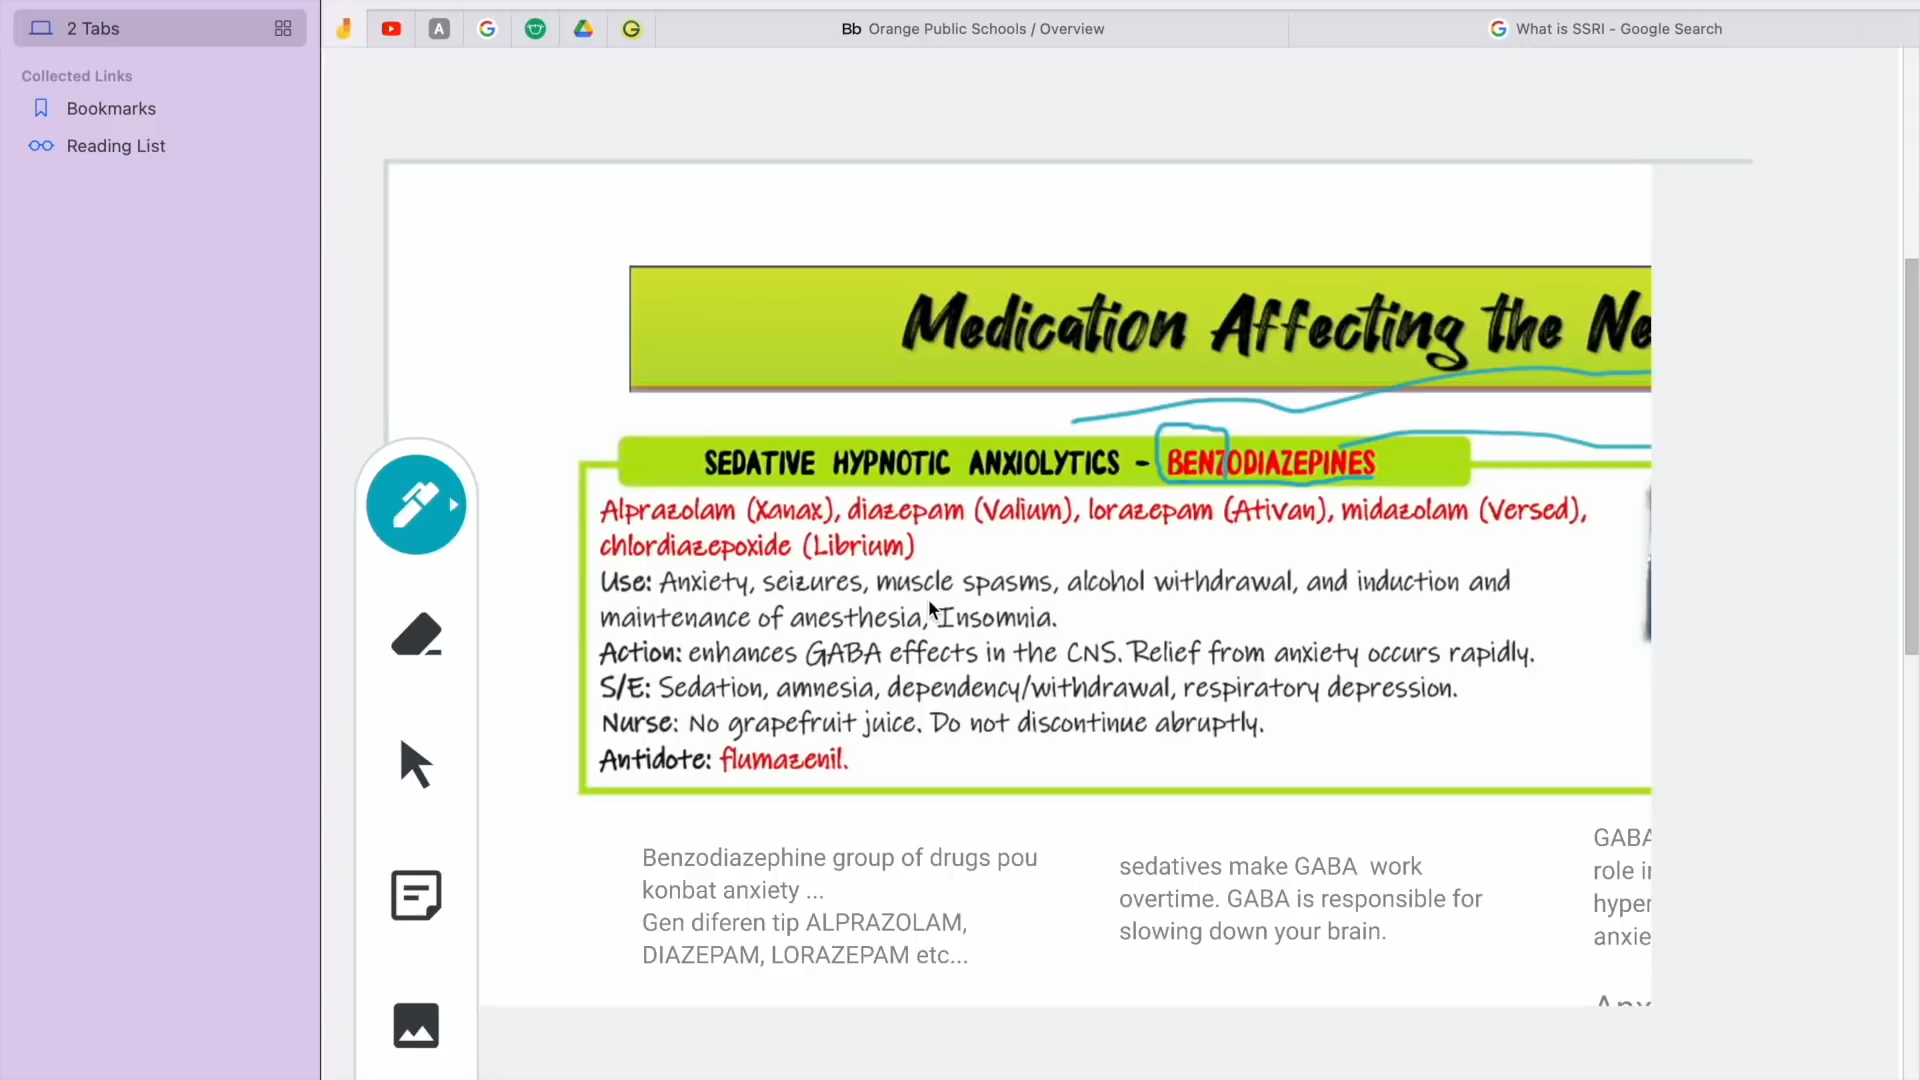 2 Tabs
Collected Links
Bookmarks
Reading List
A
G
Bb Orange Public Schools / Overview
G What is SSRI - Google Search
Medication Affecting the Ne
SEDATIVE HYPNOTIC ANXIOLYTICS - BENZODIAZEPINES
Alprazolam (Xanax), diazepam (Valium), lorazepam (Ativan), midazolam (Versed),
chlordiazepoxide (Librium)
Use: Anxiety, seizures, muscle spasms, alcohol withdrawal, and induction and
maintenance of anesthesia, Insomnia.
Action: enhances GABA effects in the CNS. Relief from anxiety occurs rapidly.
S/E: Sedation, amnesia, dependency/withdrawal, respiratory depression.
Nurse: No grapefruit juice. Do not discontinue abruptly.
Antidote: flumazenil.
Benzodiazephine group of drugs pou
konbat anxiety ...
Gen diferen tip ALPRAZOLAM,
DIAZEPAM, LORAZEPAM etc...
sedatives make GABA work
overtime. GABA is responsible for
slowing down your brain.
GABA
role i
hyper
anxie